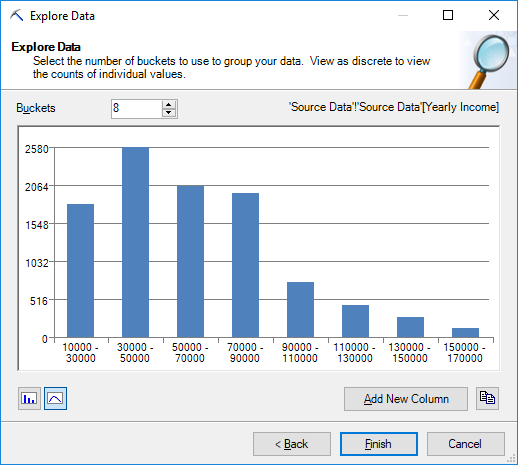 Explore Data
Explore Data
Select the number of buckets to use to group your data. View as discrete to view
the counts of individual values.
Buckets
8
'Source Data'!'Source Data'[Yearly Income]
2580
2064
1548
1032
516
0
10000 - 30000
30000 - 50000
50000 - 70000
70000 - 90000
90000 - 110000
110000 - 130000
130000 - 150000
150000 - 170000
Add New Column
< Back
Finish
Cancel